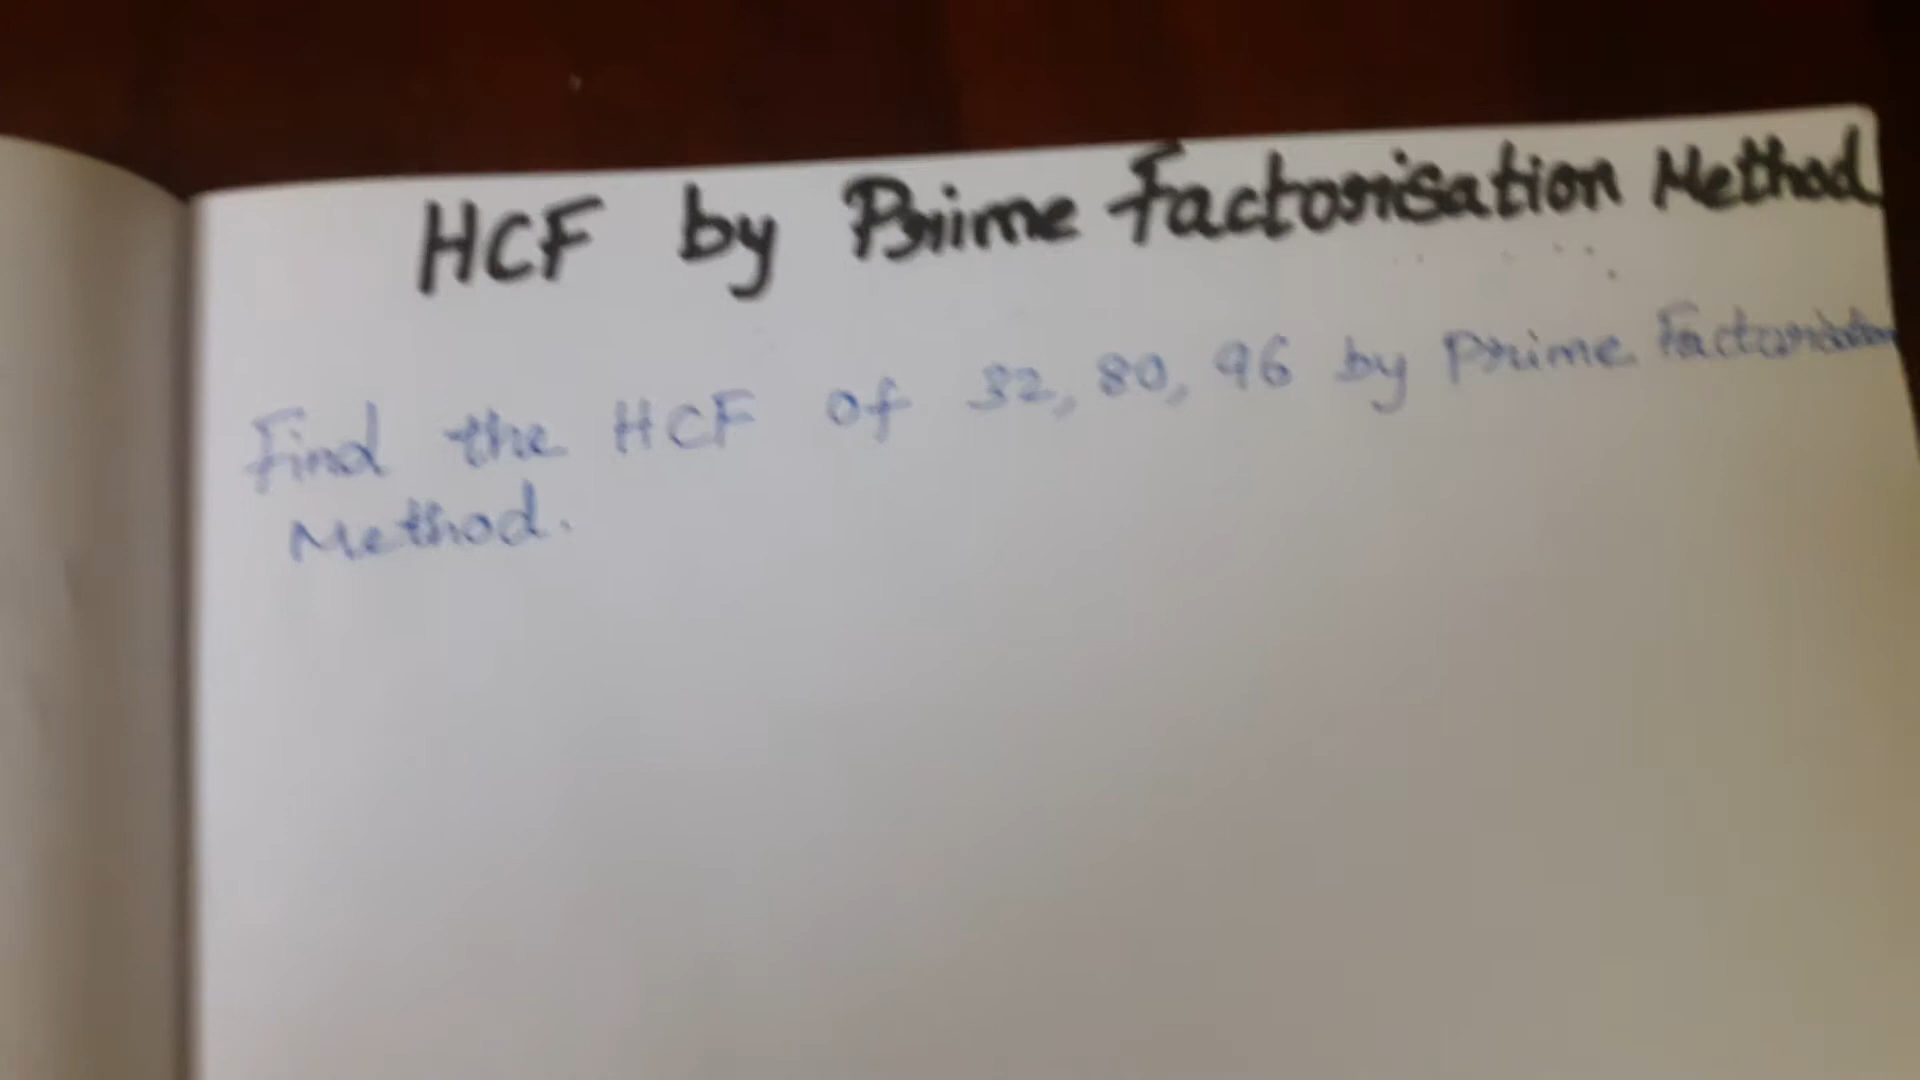 HCF by Prime Factorisation Method
Find the HCF of 32, 80, 96 by Prime Factorisation
Method.